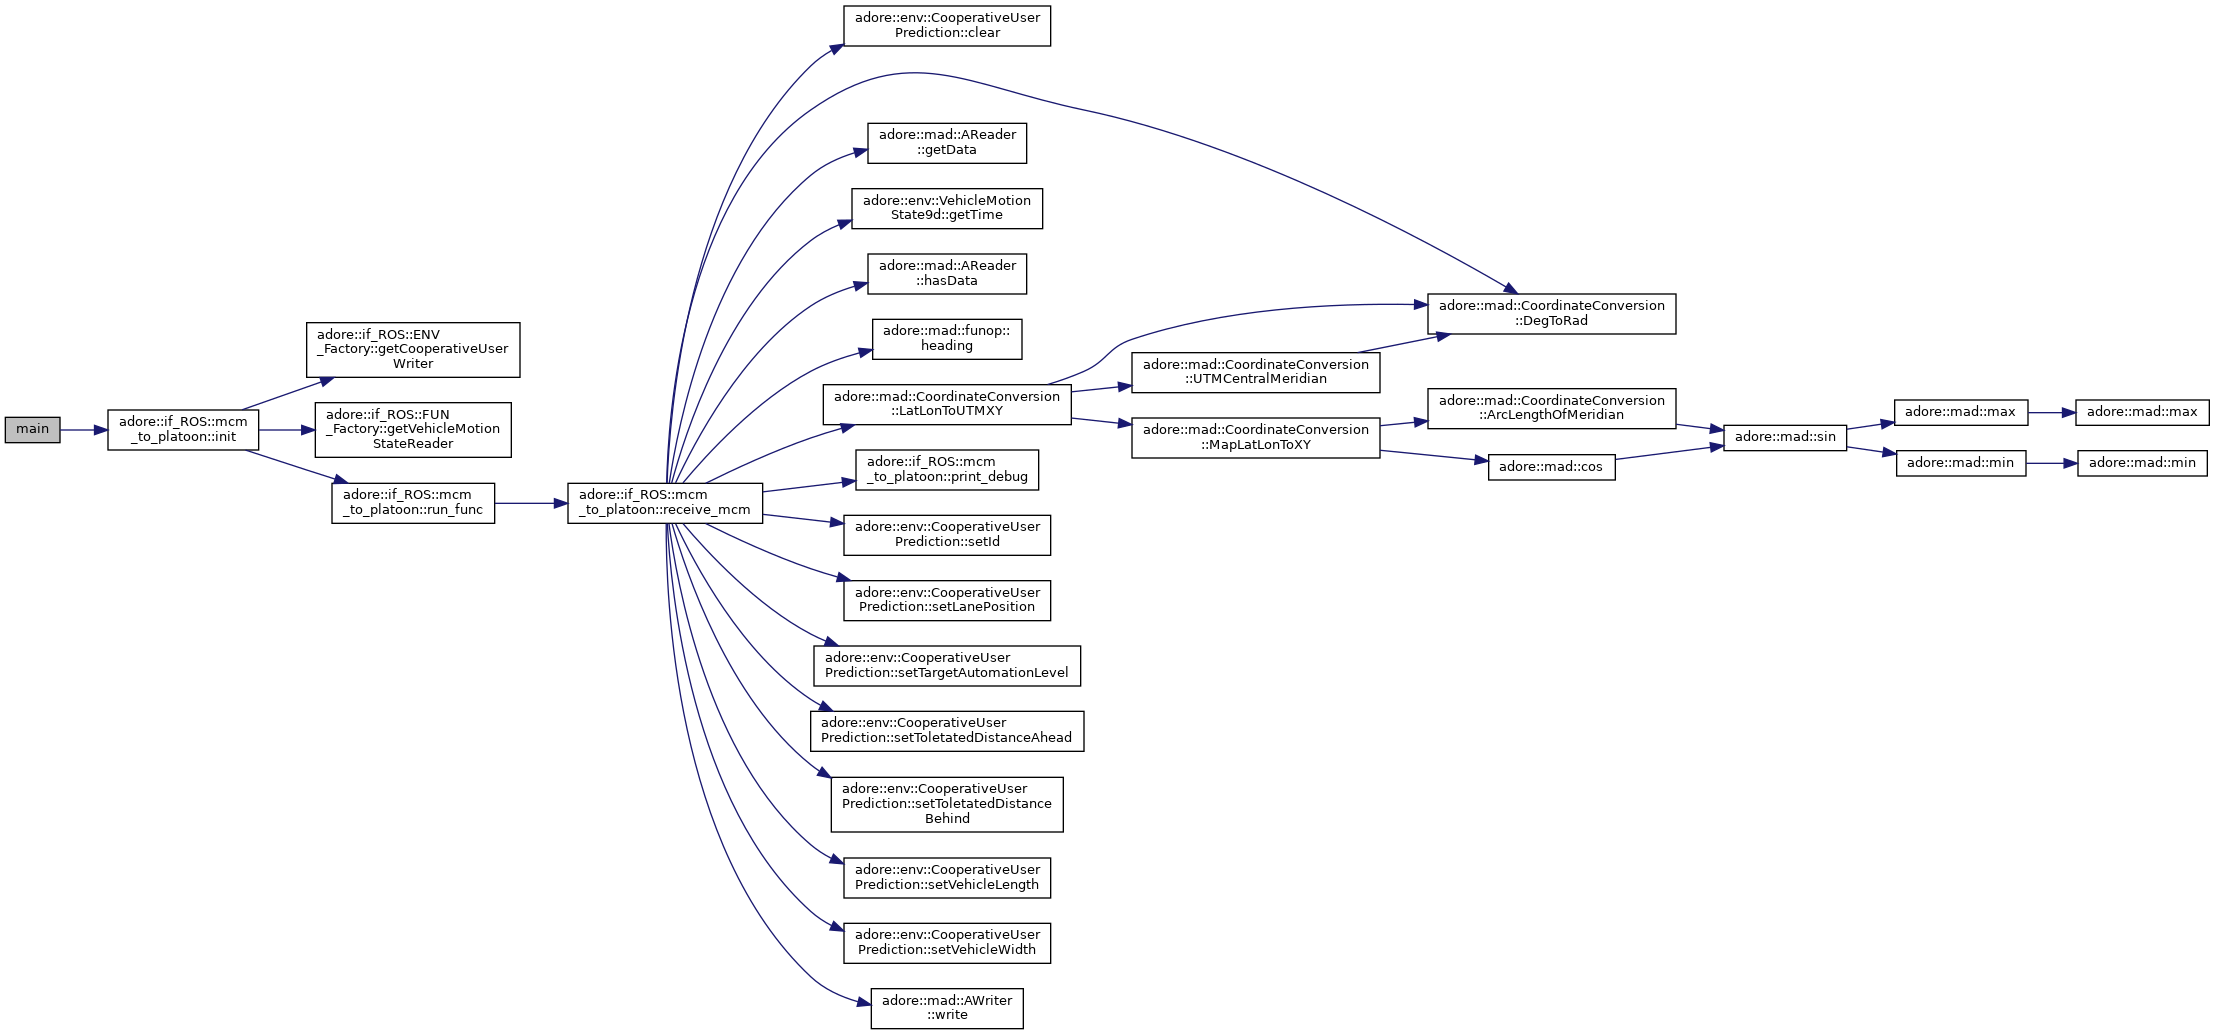 main
adore::if_ROS::mcm
_to_platoon::init
adore::if_ROS::ENV
_Factory::getCooperativeUser
Writer
adore::if_ROS::FUN
_Factory::getVehicleMotion
StateReader
adore::if_ROS::mcm
_to_platoon::run_func
adore::if_ROS::mcm
_to_platoon::receive_mcm
adore::env::CooperativeUser
Prediction::clear
adore::mad::AReader
::getData
adore::env::VehicleMotion
State9d::getTime
adore::mad::AReader
::hasData
adore::mad::funop::
heading
adore::mad::CoordinateConversion
::LatLonToUTMXY
adore::if_ROS::mcm
_to_platoon::print_debug
adore::env::CooperativeUser
Prediction::setId
adore::env::CooperativeUser
Prediction::setLanePosition
adore::env::CooperativeUser
Prediction::setTargetAutomationLevel
adore::env::CooperativeUser
Prediction::setToletatedDistanceAhead
adore::env::CooperativeUser
Prediction::setToletatedDistance
Behind
adore::env::CooperativeUser
Prediction::setVehicleLength
adore::env::CooperativeUser
Prediction::setVehicleWidth
adore::mad::AWriter
::write
adore::mad::CoordinateConversion
::UTMCentralMeridian
adore::mad::CoordinateConversion
::MapLatLonToXY
adore::mad::CoordinateConversion
::DegToRad
adore::mad::CoordinateConversion
::ArcLengthOfMeridian
adore::mad::cos
adore::mad::sin
adore::mad::max
adore::mad::min
adore::mad::max
adore::mad::min